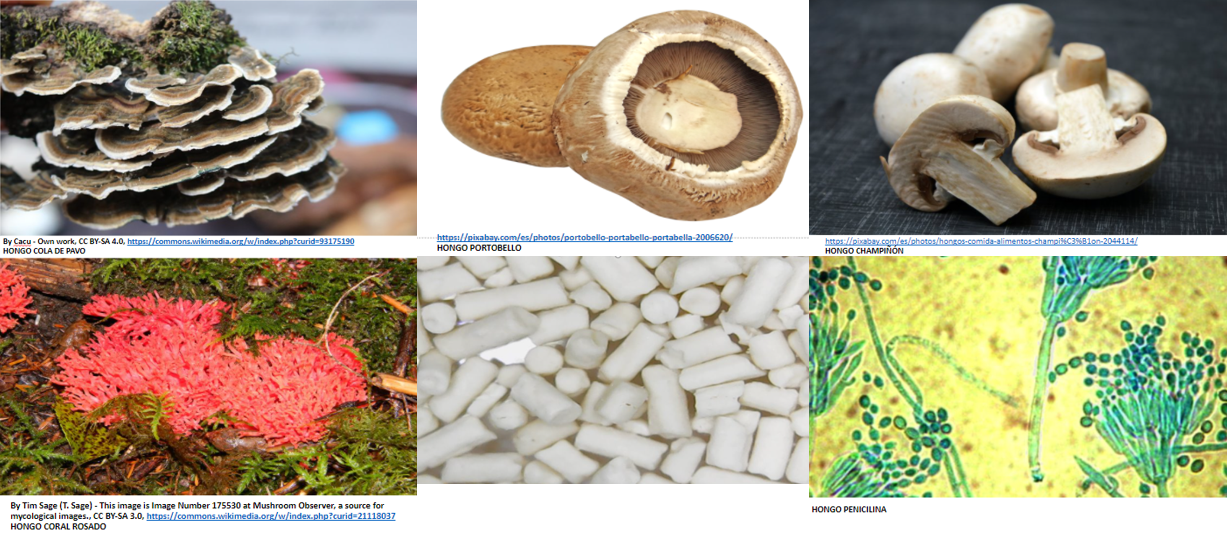 By Cacu - Own work, CC BY-SA 4.0, https://commons.wikimedia.org/w/index.php?curid=93175190
HONGO COLA DE PAVO
https://pixabay.com/es/photos/portobello-portabello-portabella-2006620/
HONGO PORTOBELLO
https://pixabay.com/es/photos/hongos-comida-alimentos-champi%C3%B1on-2044114/
HONGO CHAMPIÑÓN
By Tim Sage (T. Sage) - This image is Image Number 175530 at Mushroom Observer, a source for
mycological images., CC BY-SA 3.0, https://commons.wikimedia.org/w/index.php?curid=21118037
HONGO CORAL ROSADO
HONGO PENICILINA